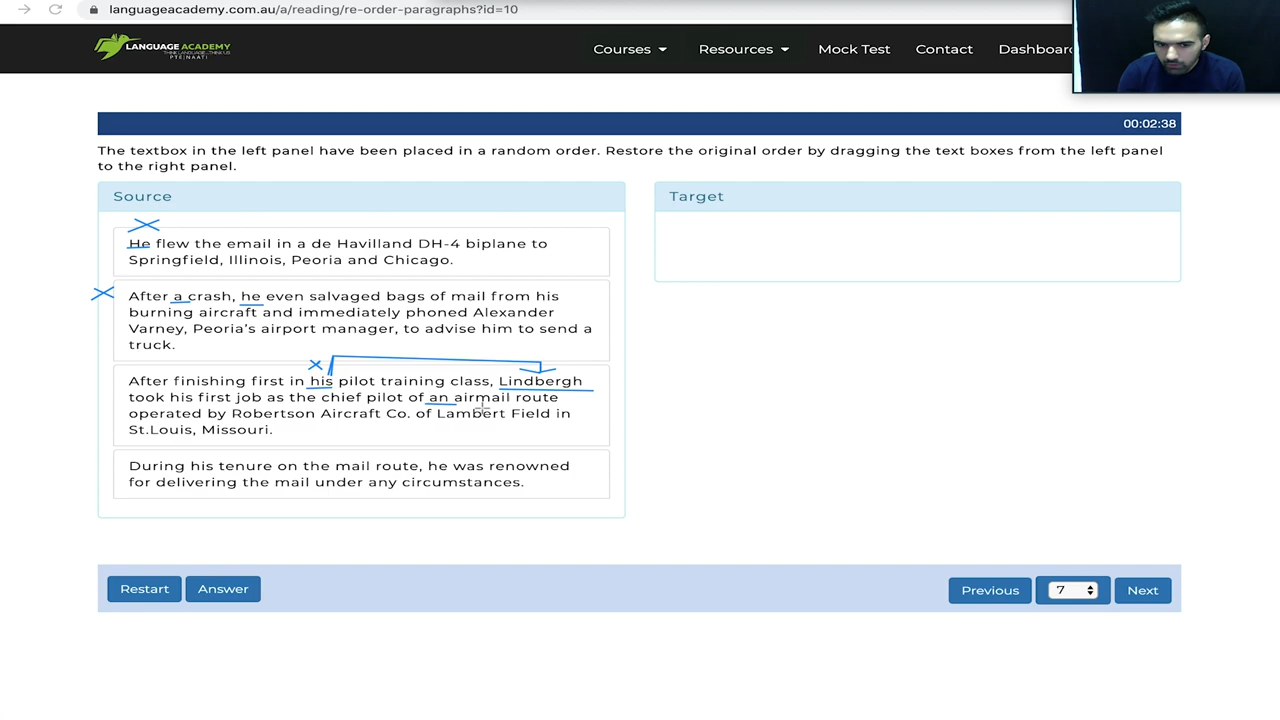 languageacademy.com.au/a/reading/re-order-paragraphs?id=10
LANGUAGE ACADEMY
THINK LANGUAGE - THINK US
PTE|NAATI
Courses Resources Mock Test Contact Dashboard
00:02:38
The textbox in the left panel have been placed in a random order. Restore the original order by dragging the text boxes from the left panel
to the right panel.
Source
He flew the email in a de Havilland DH-4 biplane to
Springfield, Illinois, Peoria and Chicago.
After a crash, he even salvaged bags of mail from his
burning aircraft and immediately phoned Alexander
Varney, Peoria's airport manager, to advise him to send a
truck.
After finishing first in his pilot training class, Lindbergh
took his first job as the chief pilot of an airmail route
operated by Robertson Aircraft Co. of Lambert Field in
St.Louis, Missouri.
During his tenure on the mail route, he was renowned
for delivering the mail under any circumstances.
Target
Restart Answer
Previous 7 Next